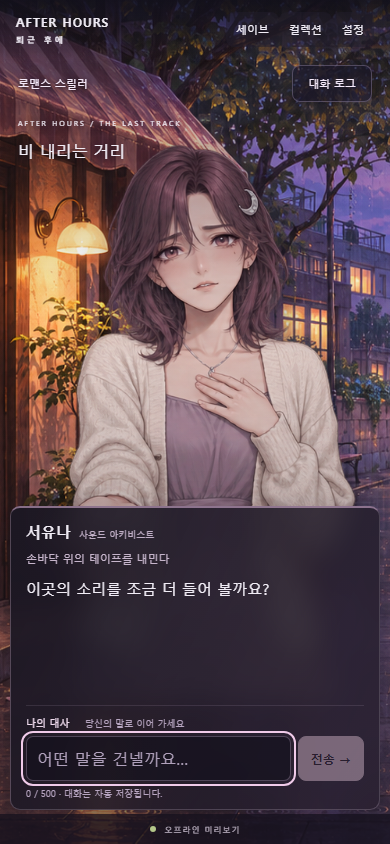 AFTER HOURS
퇴근 후에
세이브 컬렉션 설정
로맨스 스릴러
대화 로그
AFTER HOURS / THE LAST TRACK
비 내리는 거리
서유나 사운드 아키비스트
손바닥 위의 테이프를 내민다
이곳의 소리를 조금 더 들어 볼까요?
나의 대사 당신의 말로 이어 가세요
어떤 말을 건넬까요...
전송 →
0 / 500 · 대화는 자동 저장됩니다.
오프라인 미리보기